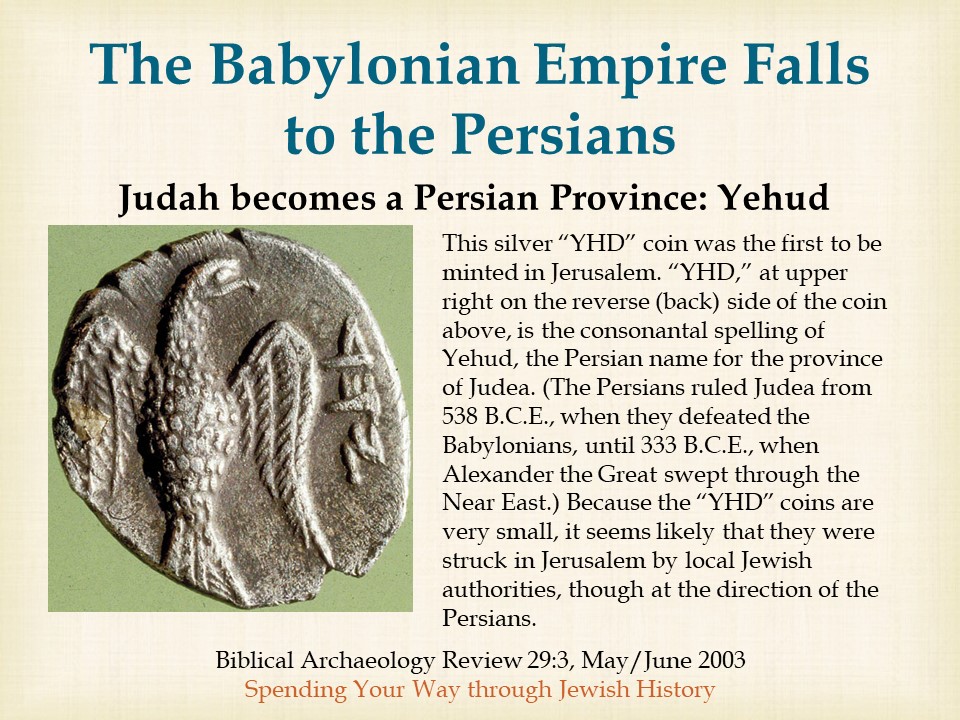 The Babylonian Empire Falls
to the Persians
Judah becomes a Persian Province: Yehud
This silver “YHD” coin was the first to be
minted in Jerusalem. “YHD,” at upper
right on the reverse (back) side of the coin
above, is the consonantal spelling of
Yehud, the Persian name for the province
of Judea. (The Persians ruled Judea from
538 B.C.E., when they defeated the
Babylonians, until 333 B.C.E., when
Alexander the Great swept through the
Near East.) Because the “YHD” coins are
very small, it seems likely that they were
struck in Jerusalem by local Jewish
authorities, though at the direction of the
Persians.
Biblical Archaeology Review 29:3, May/June 2003
Spending Your Way through Jewish History